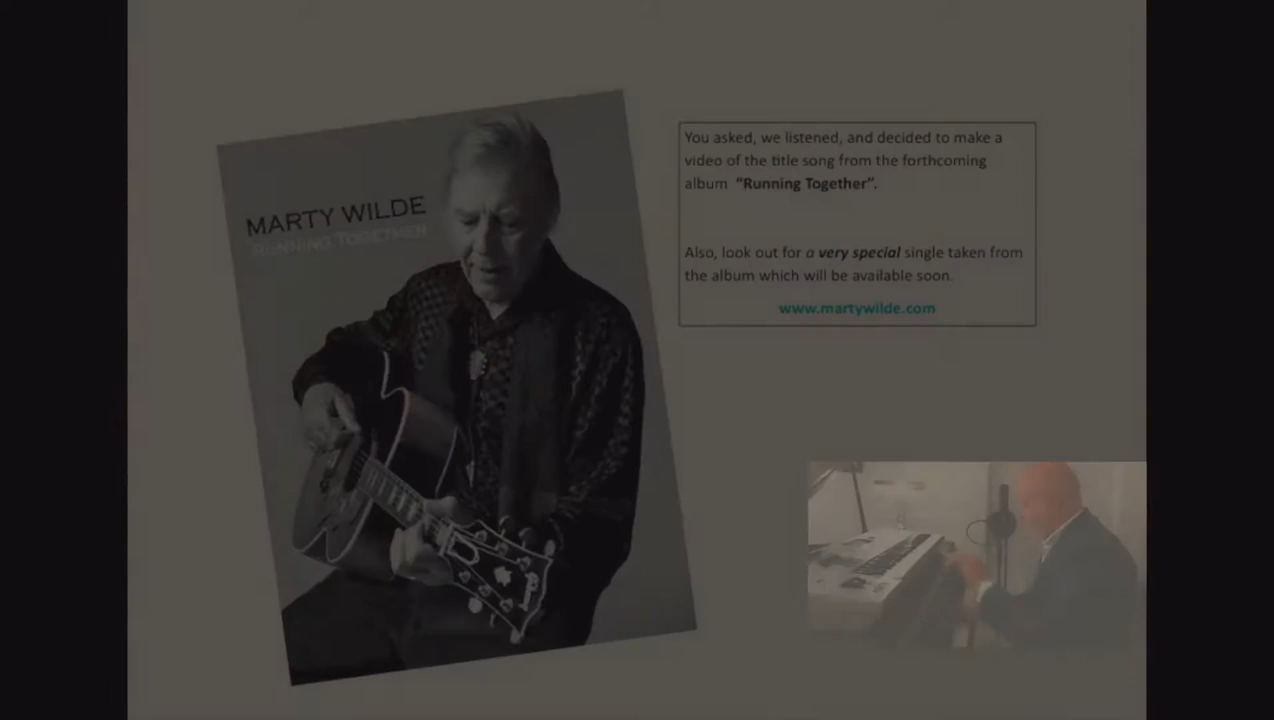 MARTY WILDE
RUNNING TOGETHER
You asked, we listened, and decided to make a
video of the title song from the forthcoming
album "Running Together".
Also, look out for a very special single taken from
the album which will be available soon.
www.martywilde.com